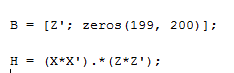 B = [Z'; zeros(199, 200)];
H = (X*X').*(Z*Z');